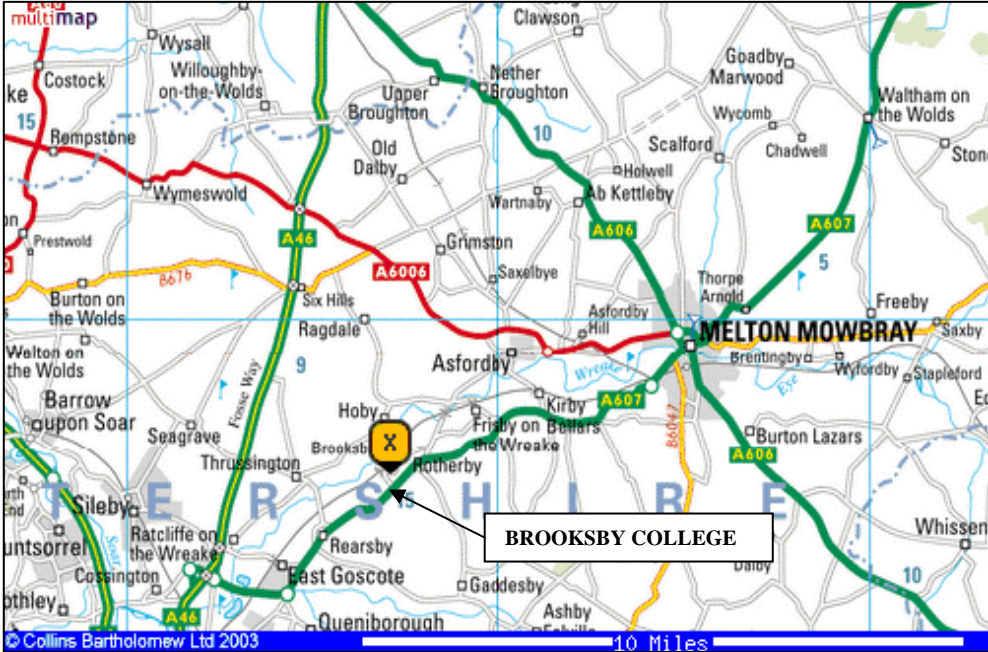 multimap
Wysall
Clawson
Costock
Willoughby-
on-the-Wolds
Upper
Broughton
Nether
Broughton
Goadby
Marwood
Waltham on
the Wolds
ke
15
10
Wycomb
Rempstone
Old
Dalby
Scalford
Chadwell
Holwell
Wymeswold
Wartnaby
Ab Kettleby
Prestwold
A46
Grimston
A606
A607
B676
A6006
Saxelbye
5
Thorpe
Arnold
Burton on
the Wolds
Six Hills
Ragdale
Asfordby
Hill
Freeby
MELTON MOWBRAY
Saxby
Walton on
the Wolds
9
Asfordby
Wreake
Brentingby
Eye
Wyfordby
Stapleford
Fosse Way
Barrow
upon Soar
Hoby
Kirby
Bellars
A607
B6047
Seagrave
Frisby on
the Wreake
Burton Lazars
X
Thrussington
Rotherby
A606
TERSHIRE
15
Sileby
BROOKSBY COLLEGE
Whissen
Ratcliffe on
the Wreake
Rearsby
Soar
Cossington
East Goscote
Gaddesby
Dalby
10
A46
Queniborough
Ashby
© Collins Bartholomew Ltd 2003
10 Miles